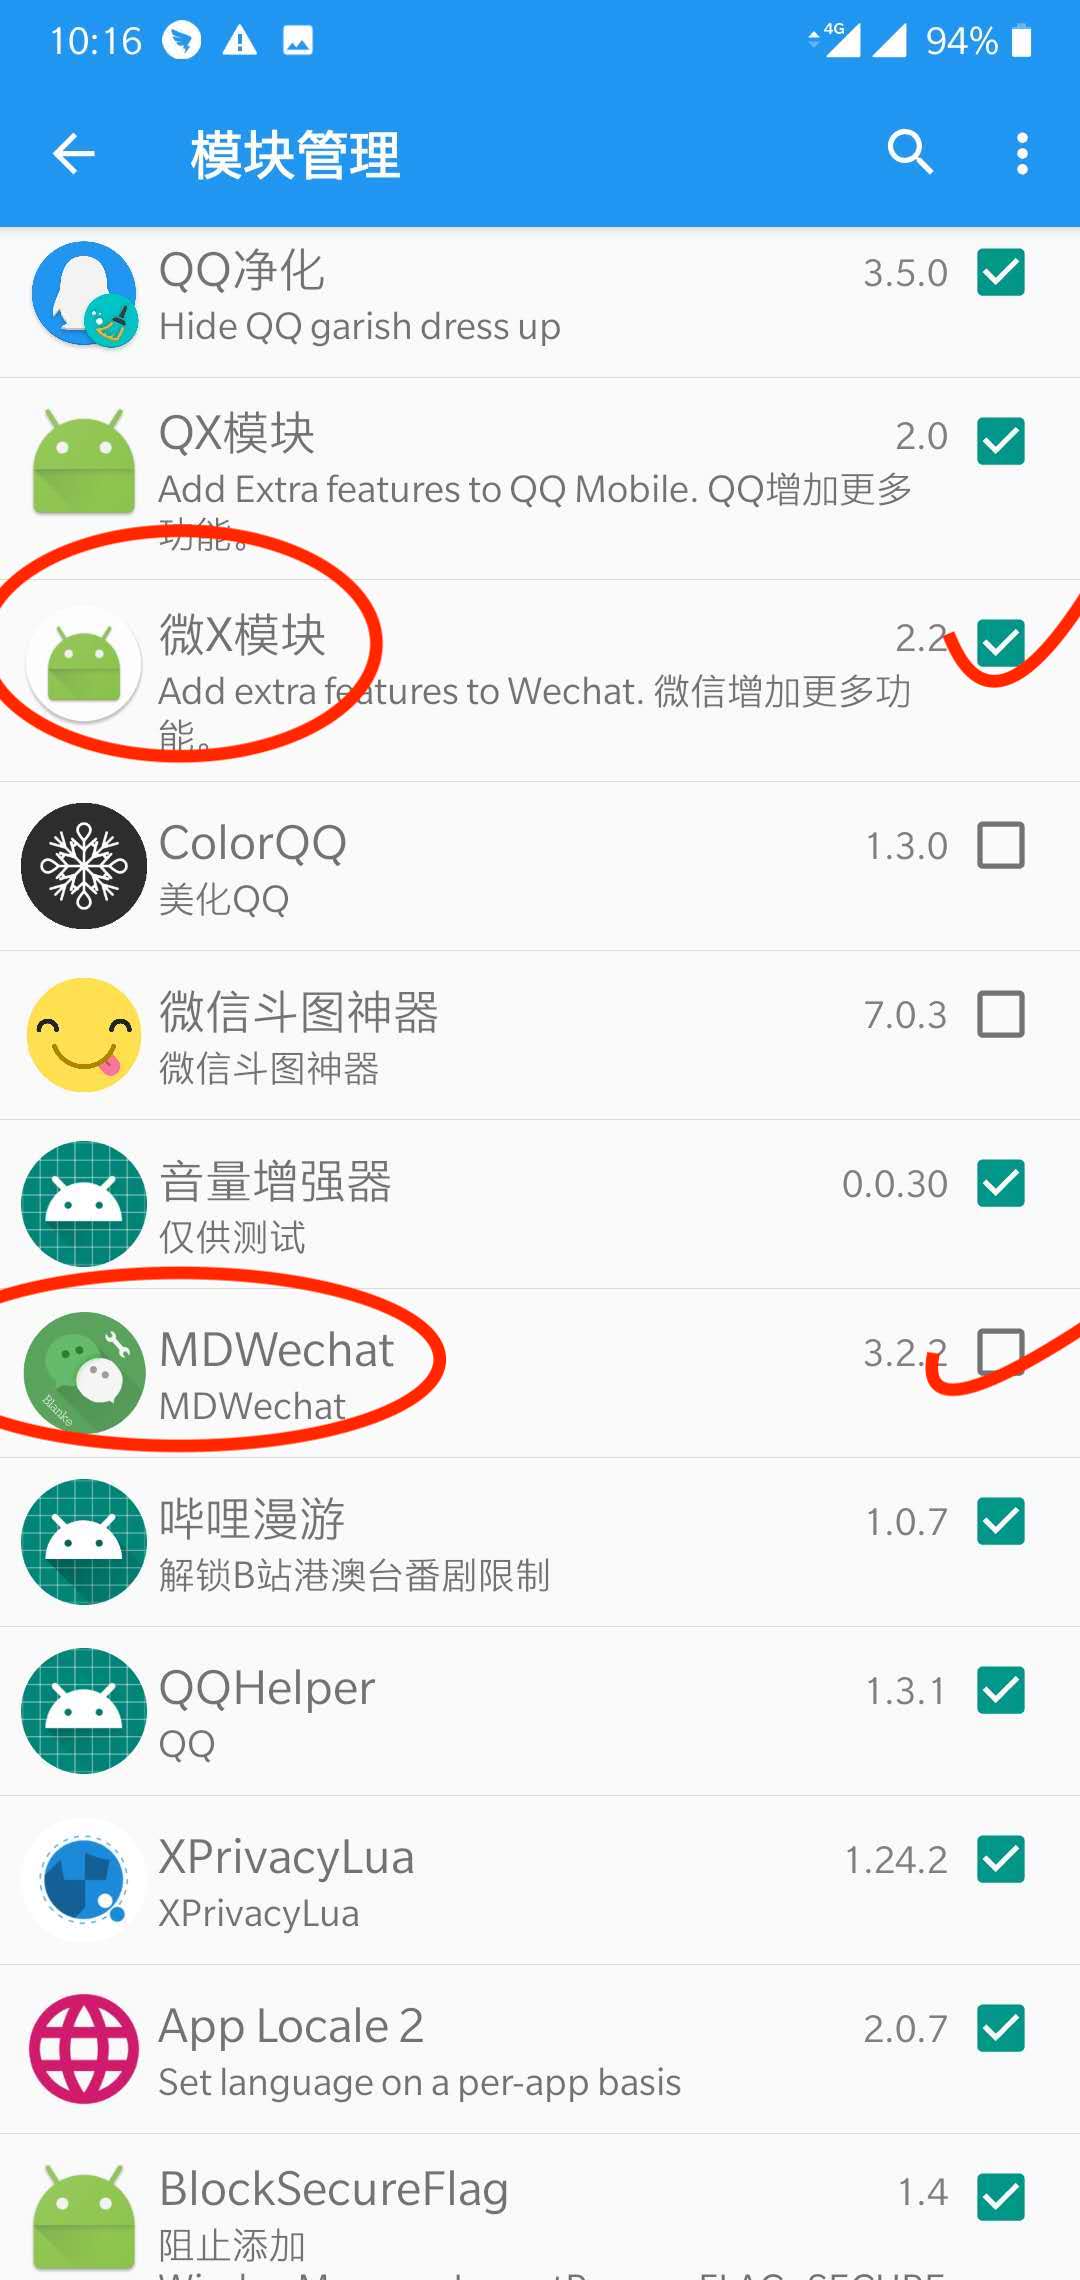 10:16
4G
94%
模块管理
QQ净化
3.5.0
Hide QQ garish dress up
QX模块
2.0
Add Extra features to QQ Mobile. QQ增加更多
功能。
微X模块
2.2
Add extra features to Wechat. 微信增加更多功
能。
ColorQQ
1.3.0
美化QQ
微信斗图神器
7.0.3
微信斗图神器
音量增强器
0.0.30
仅供测试
MDWechat
3.2.2
MDWechat
Blanke
哔哩漫游
1.0.7
解锁B站港澳台番剧限制
QQHelper
1.3.1
QQ
XPrivacyLua
1.24.2
XPrivacyLua
App Locale 2
2.0.7
Set language on a per-app basis
BlockSecureFlag
1.4
阻止添加